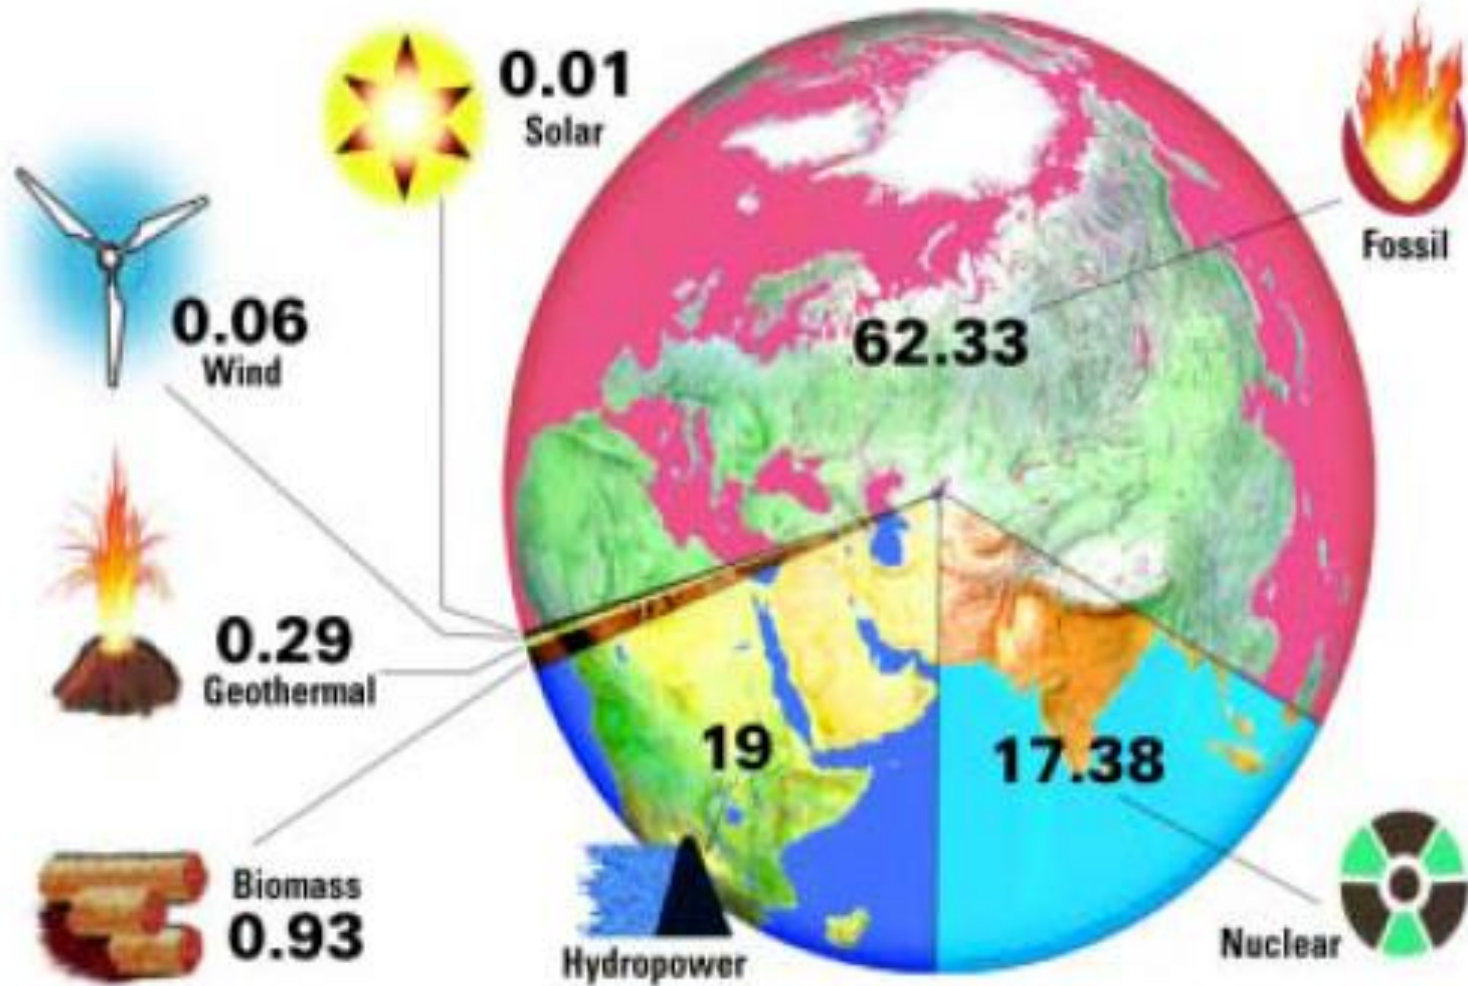 0.01
Solar
0.06
Wind
0.29
Geothermal
Biomass
0.93
62.33
Fossil
19
Hydropower
17.38
Nuclear